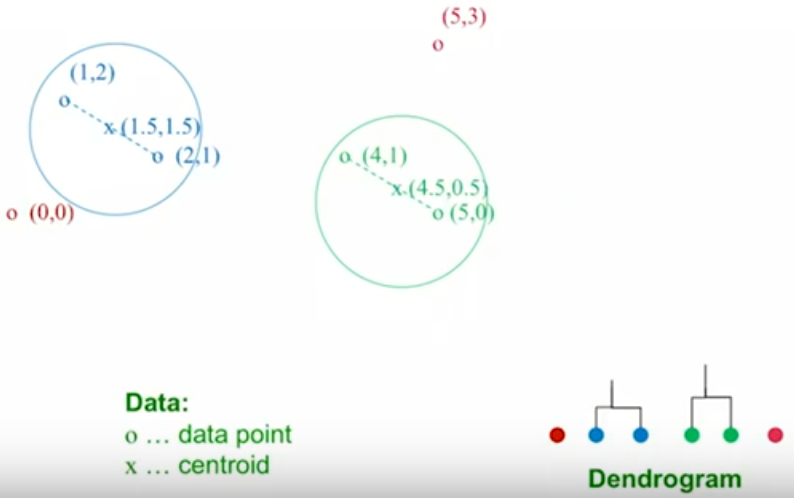 (5,3)
o
(1,2)
o
x (1.5,1.5)
o (2,1)
o (4,1)
x (4.5,0.5)
o (5,0)
o (0,0)
Data:
o ... data point
x ... centroid
Dendrogram